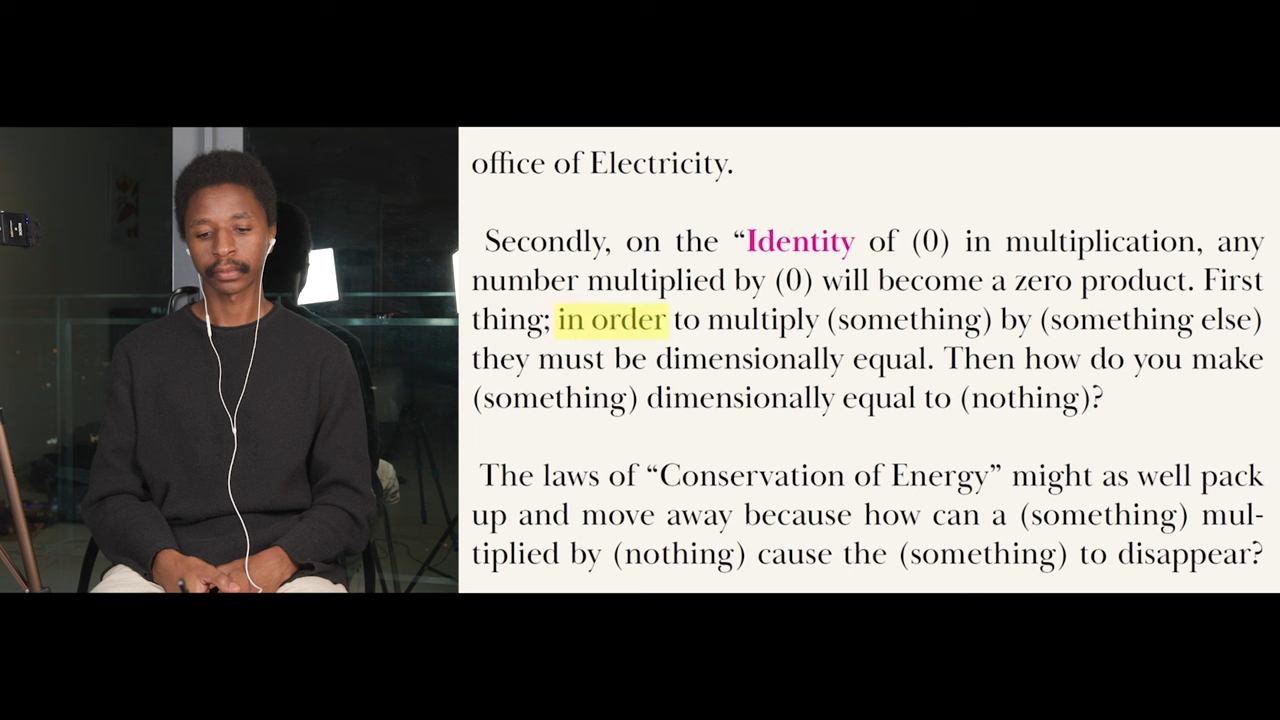 office of Electricity.
Secondly, on the “Identity of (0) in multiplication, any
number multiplied by (0) will become a zero product. First
thing; in order to multiply (something) by (something else)
they must be dimensionally equal. Then how do you make
(something) dimensionally equal to (nothing)?
The laws of “Conservation of Energy” might as well pack
up and move away because how can a (something) mul-
tiplied by (nothing) cause the (something) to disappear?